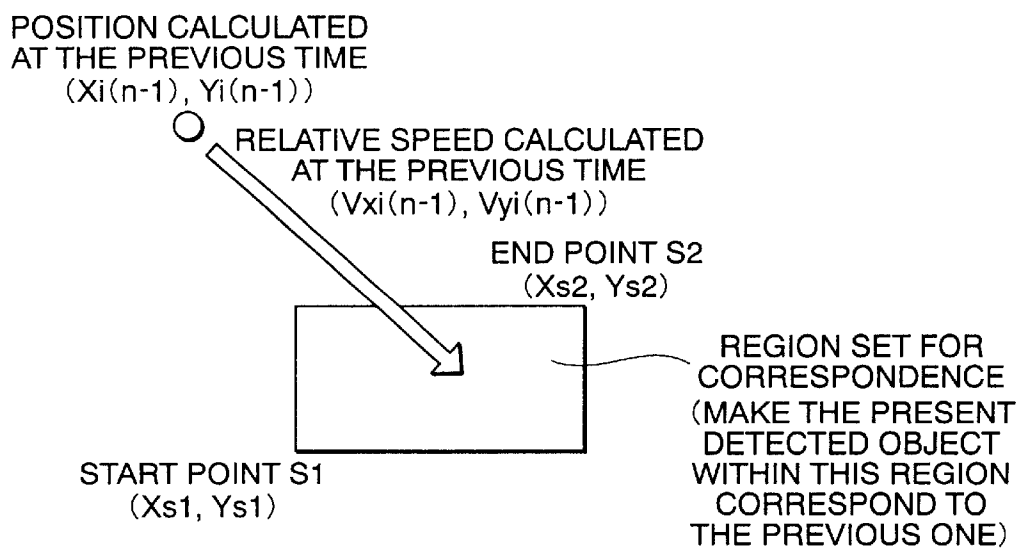 POSITION CALCULATED
AT THE PREVIOUS TIME
(Xi(n-1), Yi(n-1))
RELATIVE SPEED CALCULATED
AT THE PREVIOUS TIME
(Vxi(n-1), Vyi(n-1))
END POINT S2
(Xs2, Ys2)
REGION SET FOR
CORRESPONDENCE
(MAKE THE PRESENT
DETECTED OBJECT
WITHIN THIS REGION
CORRESPOND TO
THE PREVIOUS ONE)
START POINT S1
(Xs1, Ys1)